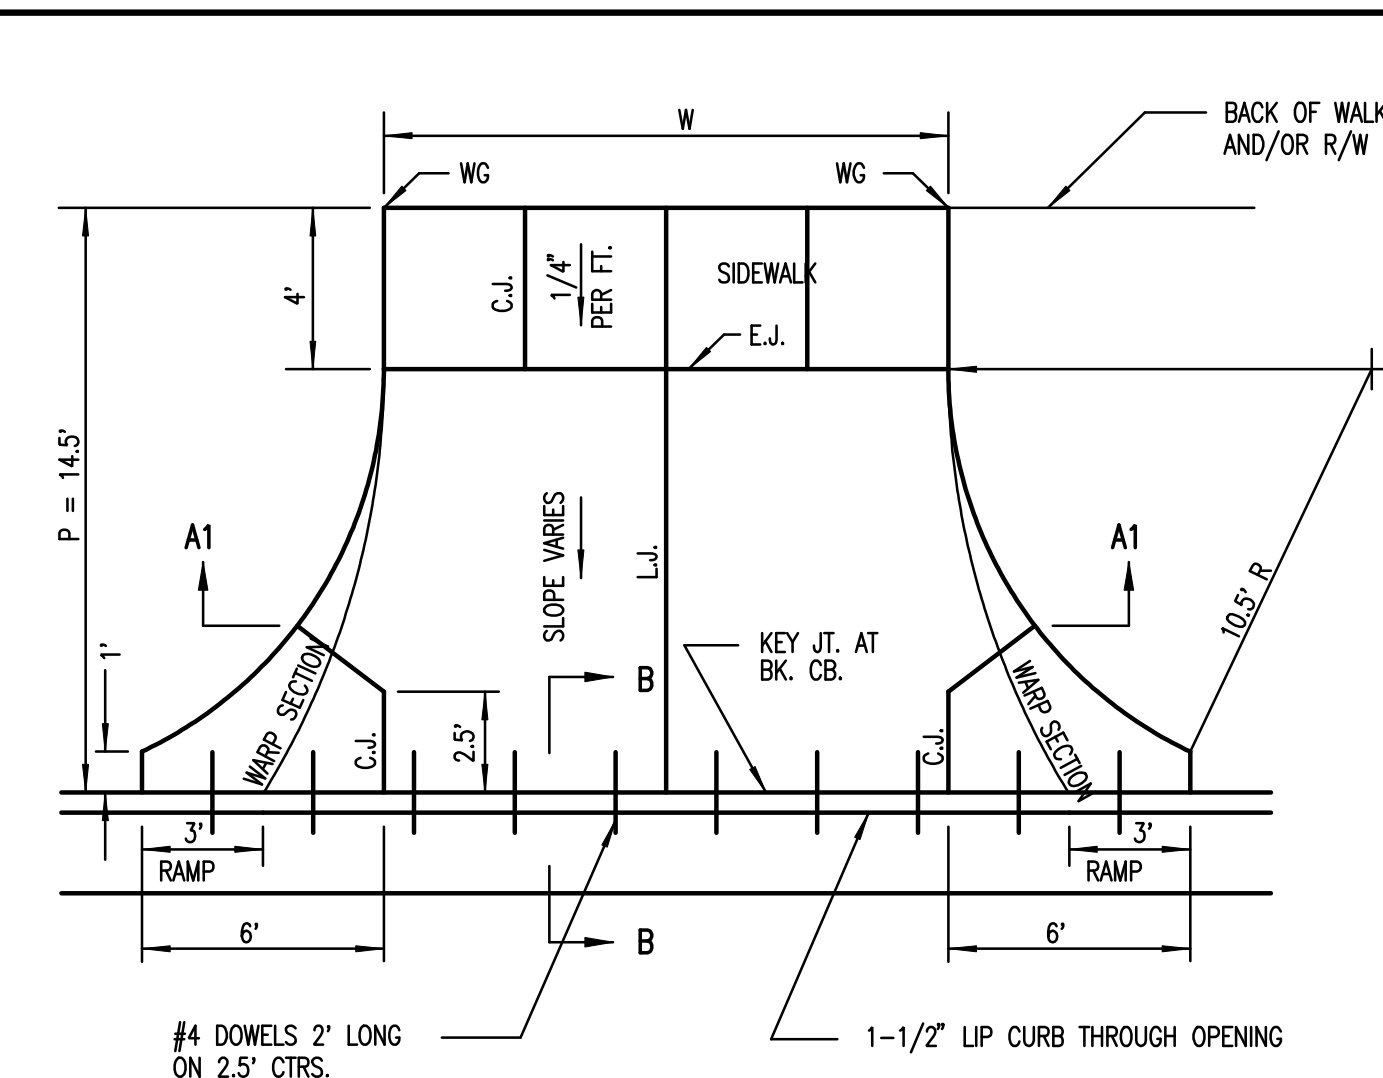 W
BACK OF WALK
AND/OR R/W
WG
WG
4'
C.J.
1/4"
PER FT.
SIDEWALK
E.J.
P = 14.5'
A1
SLOPE VARIES
L.J.
A1
10.5' R
1'
KEY JT. AT
BK. CB.
B
WARP SECTION
C.J.
2.5'
C.J.
WARP SECTION
3'
RAMP
3'
RAMP
6'
B
6'
#4 DOWELS 2' LONG
ON 2.5' CTRS.
1-1/2" LIP CURB THROUGH OPENING